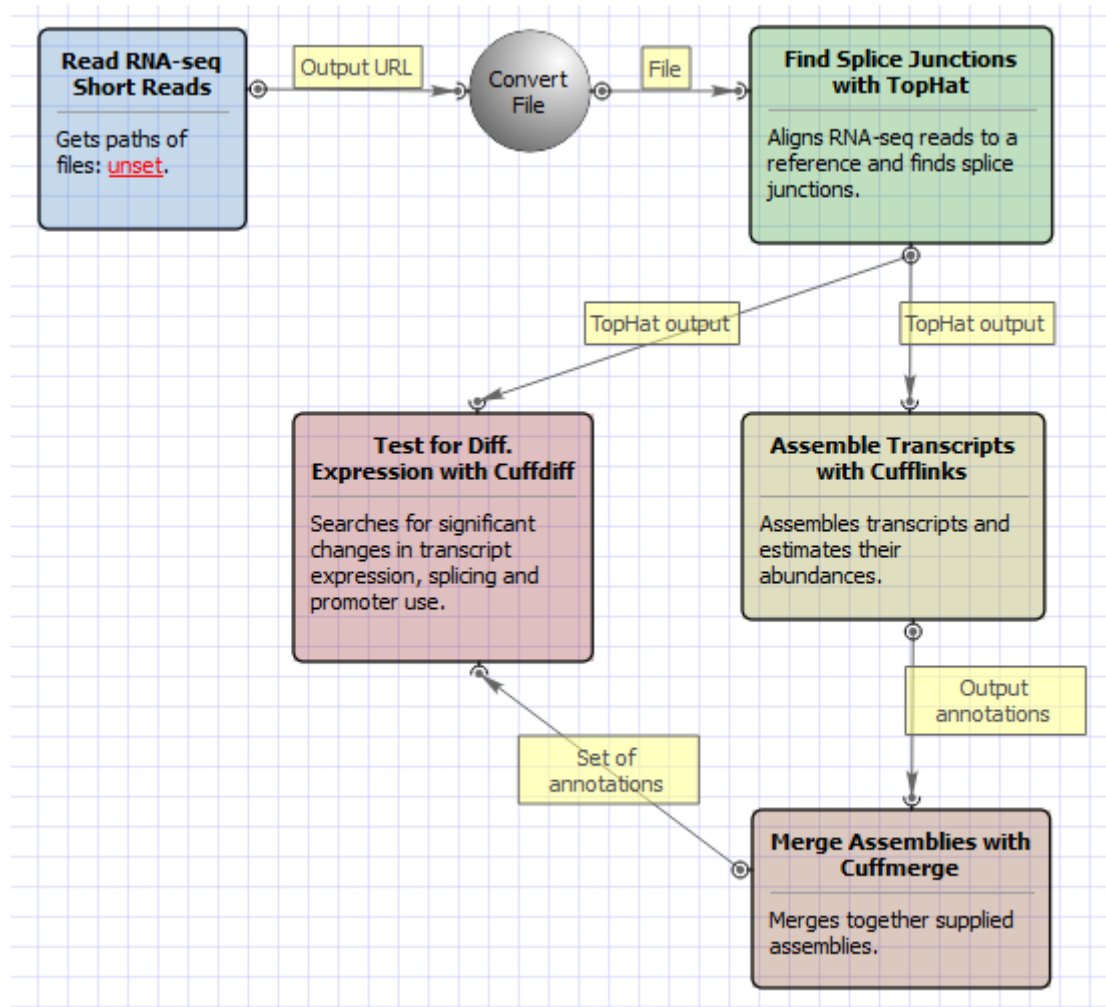 Read RNA-seq
Short Reads
Gets paths of
files: unset.
Output URL
Convert
File
File
Find Splice Junctions
with TopHat
Aligns RNA-seq reads to a
reference and finds splice
junctions.
TopHat output
TopHat output
Test for Diff.
Expression with Cuffdiff
Searches for significant
changes in transcript
expression, splicing and
promoter use.
Assemble Transcripts
with Cufflinks
Assembles transcripts and
estimates their
abundances.
Output
annotations
Set of
annotations
Merge Assemblies with
Cuffmerge
Merges together supplied
assemblies.